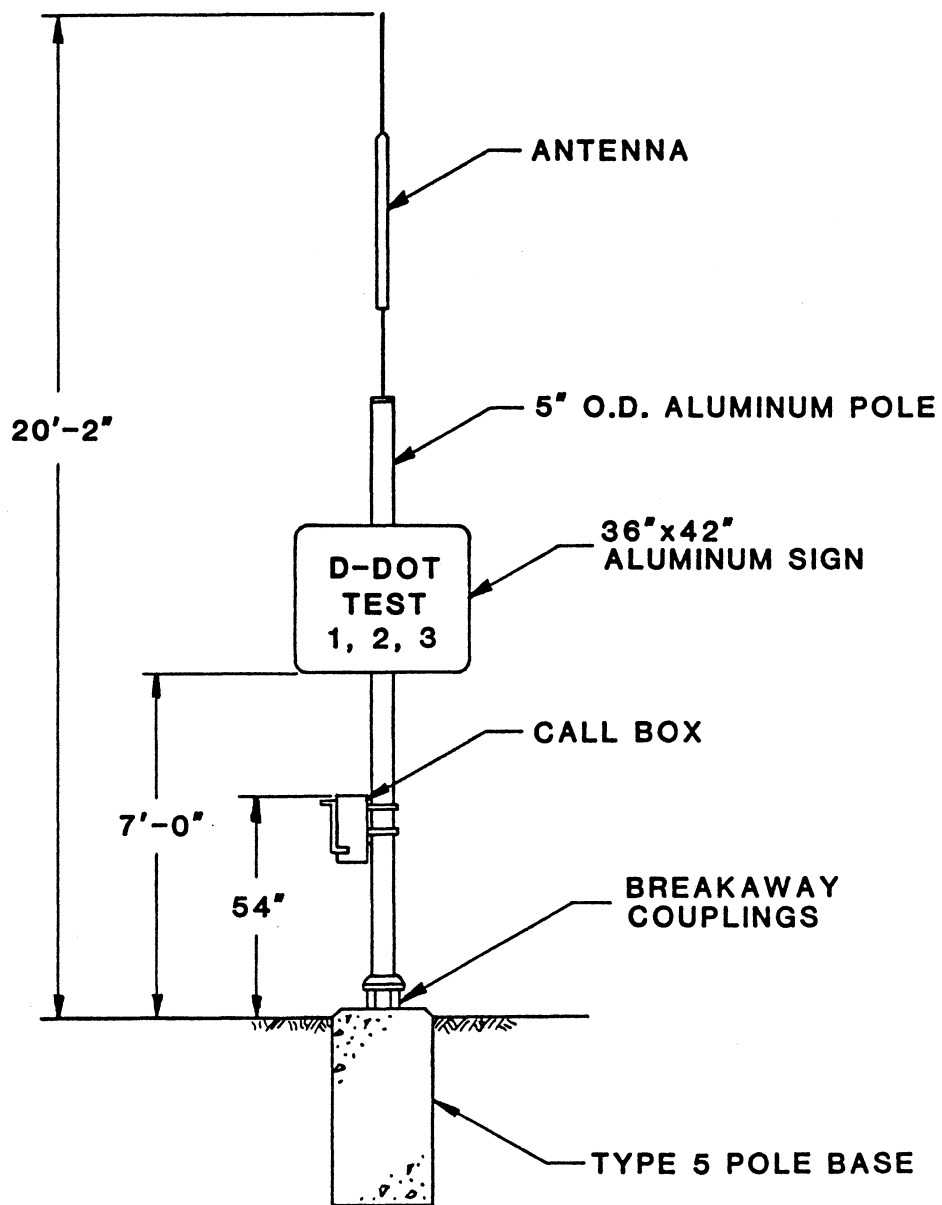 ANTENNA
5" O.D. ALUMINUM POLE
20'-2"
36"x42"
ALUMINUM SIGN
D-DOT
TEST
1, 2, 3
CALL BOX
7'-0"
54"
BREAKAWAY
COUPLINGS
TYPE 5 POLE BASE